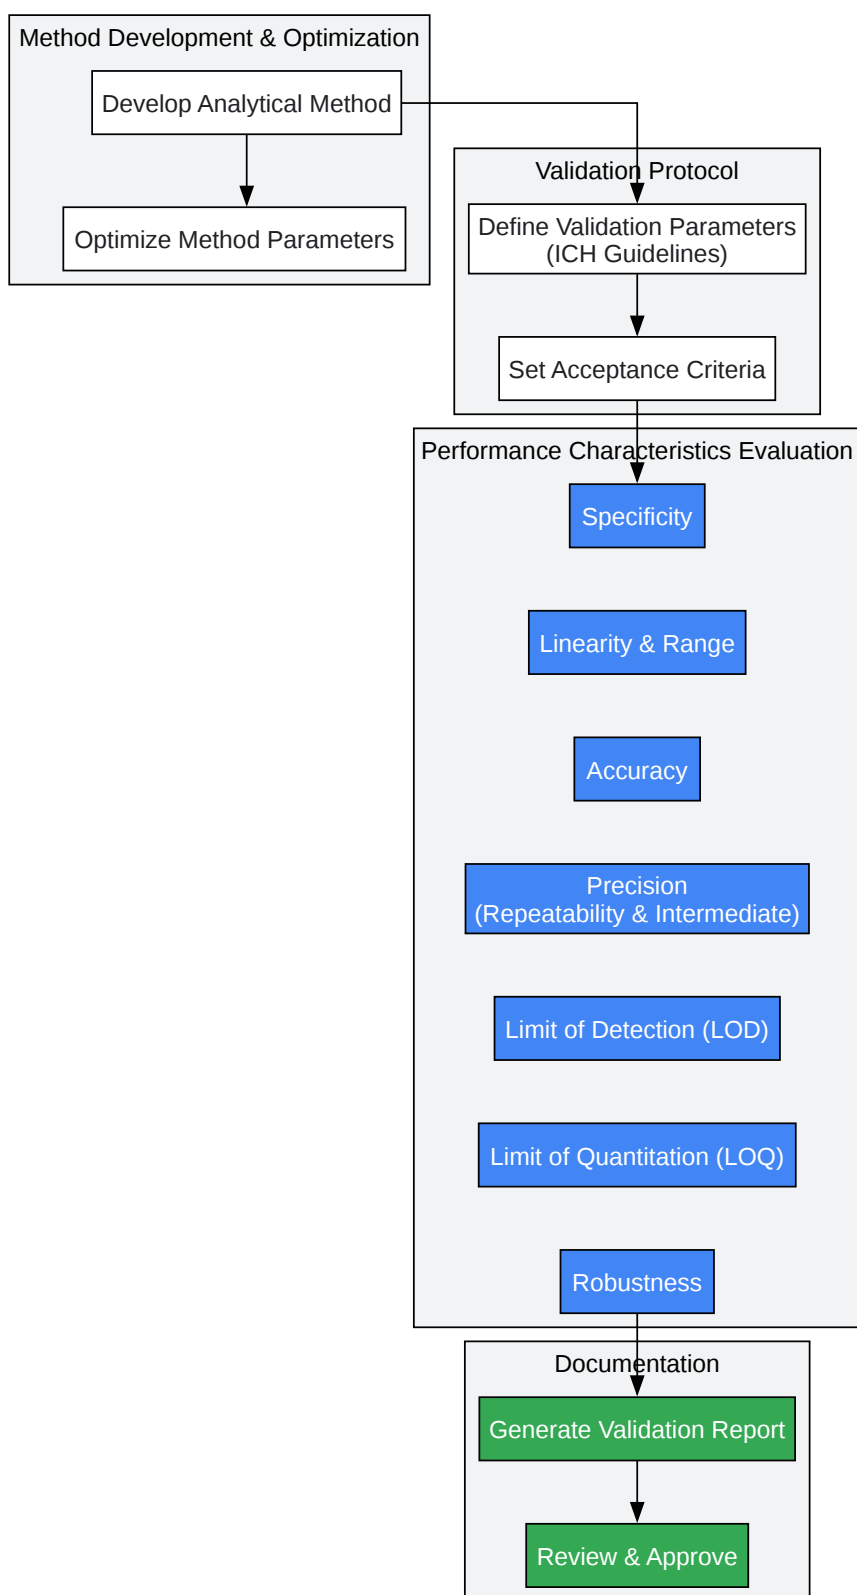 Method Development & Optimization
Develop Analytical Method
Optimize Method Parameters
Validation Protocol
Define Validation Parameters
(ICH Guidelines)
Set Acceptance Criteria
Performance Characteristics Evaluation
Specificity
Linearity & Range
Accuracy
Precision
(Repeatability & Intermediate)
Limit of Detection (LOD)
Limit of Quantitation (LOQ)
Robustness
Documentation
Generate Validation Report
Review & Approve